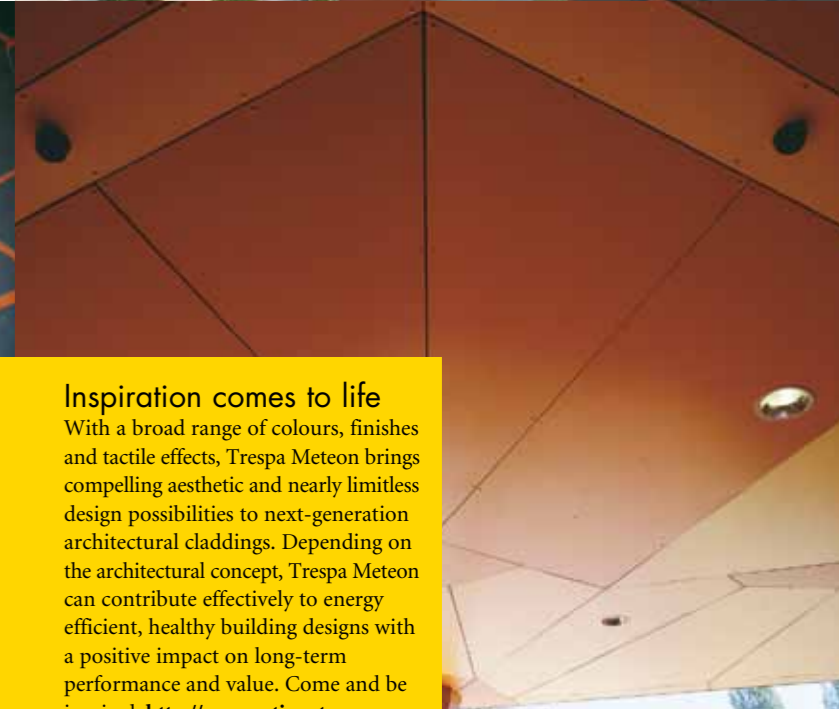 Inspiration comes to life
With a broad range of colours, finishes
and tactile effects, Trespa Meteon brings
compelling aesthetic and nearly limitless
design possibilities to next-generation
architectural claddings. Depending on
the architectural concept, Trespa Meteon
can contribute effectively to energy
efficient, healthy building designs with
a positive impact on long-term
performance and value. Come and be